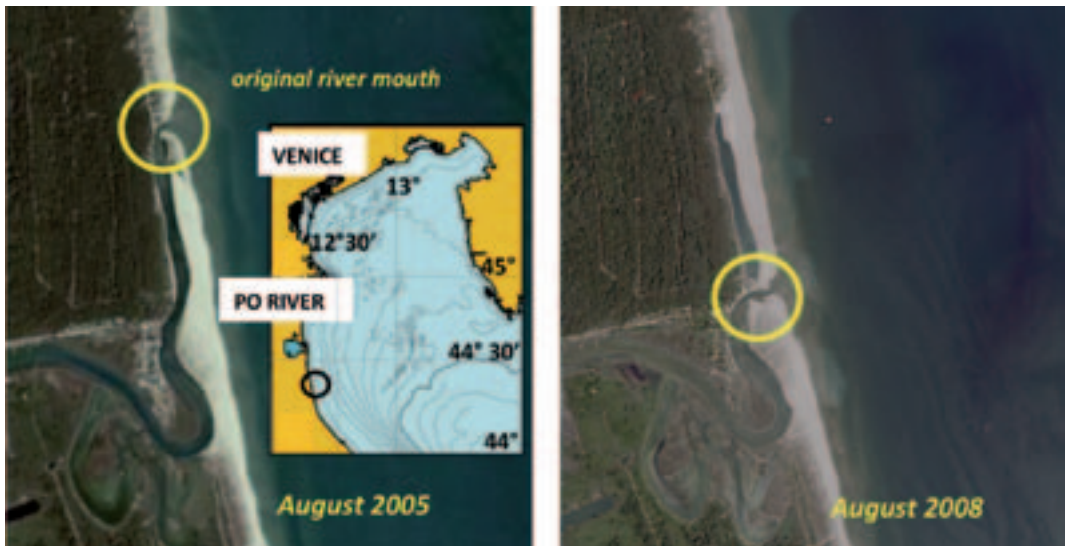 original river mouth
VENICE
13°
12°30'
45°
PO RIVER
44° 30'
44°
August 2005
August 2008